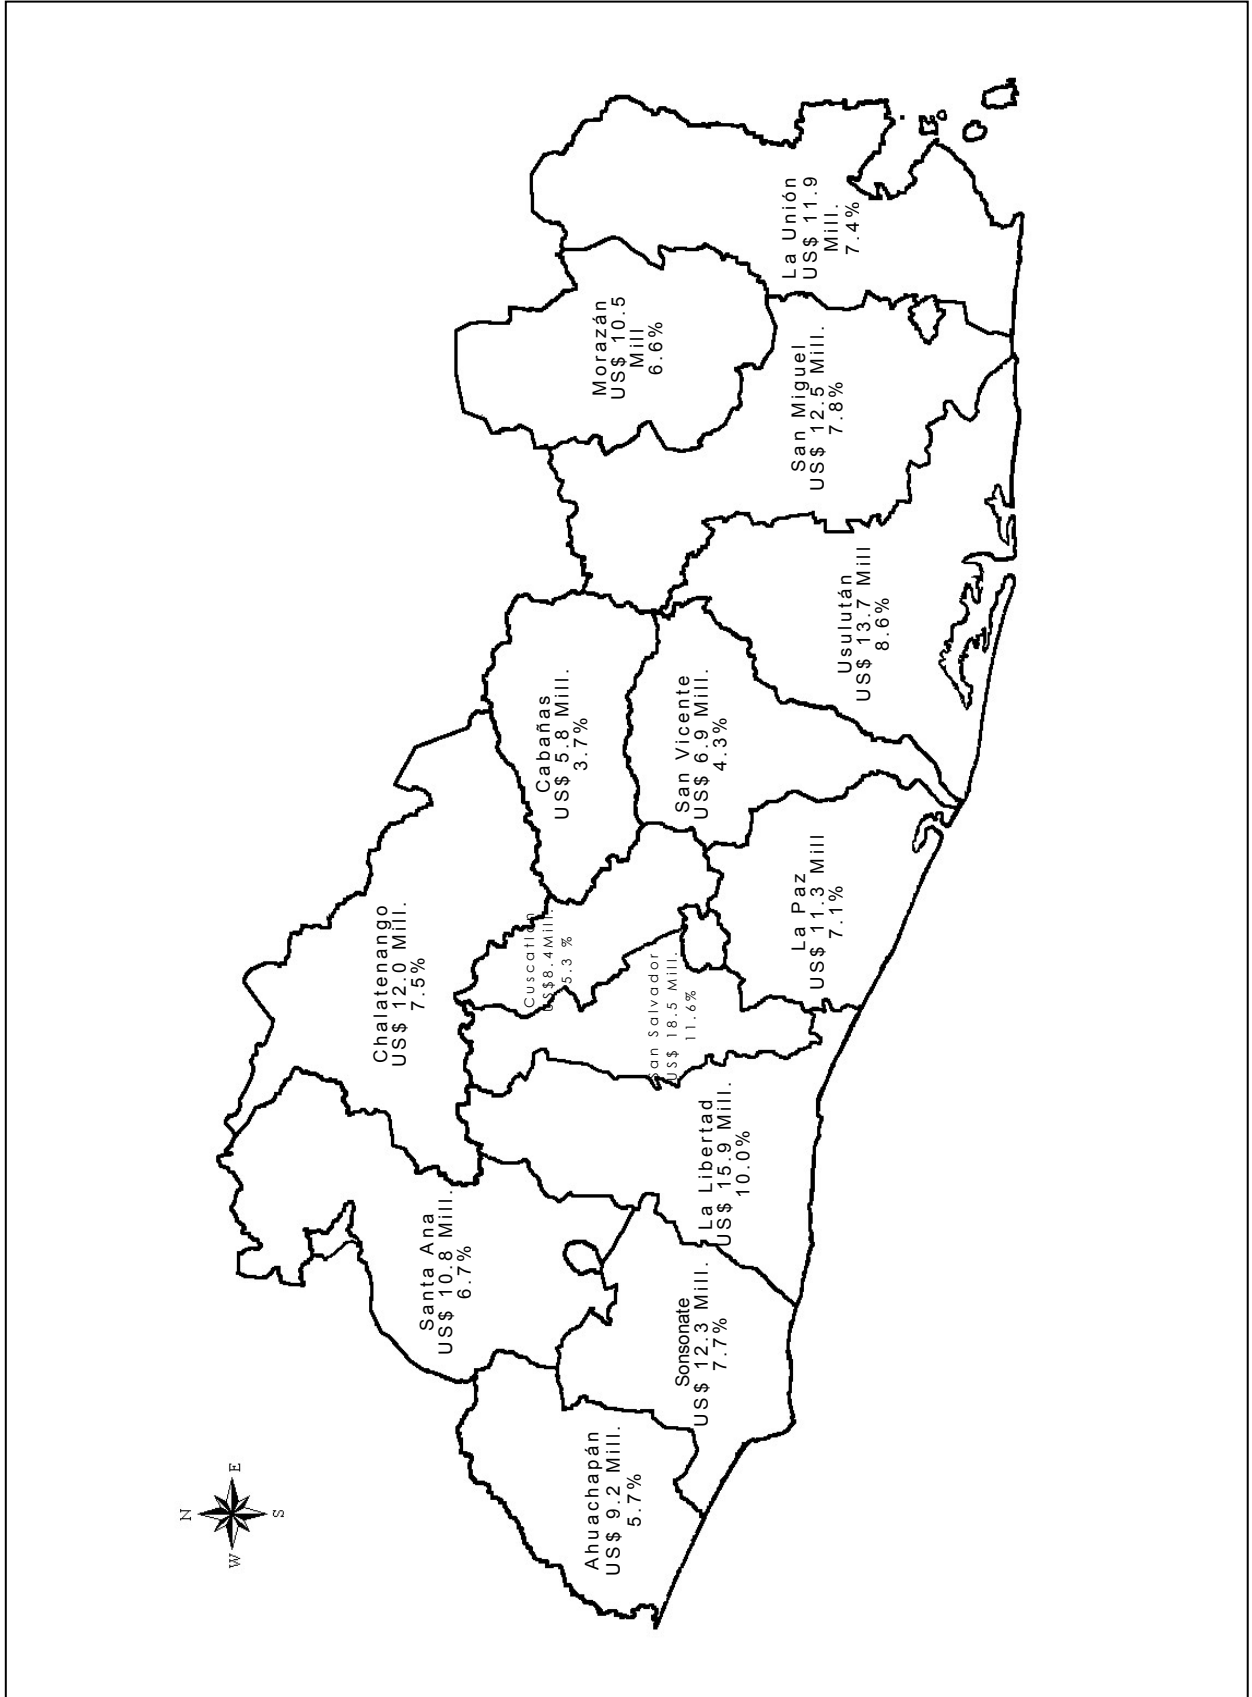 N
W
E
S
Ahuachapán
US$ 9.2 Mill.
5.7%
Santa Ana
US$ 10.8 Mill.
6.7%
Sonsonate
US$ 12.3 Mill.
7.7%
Chalatenango
US$ 12.0 Mill.
7.5%
La Libertad
US$ 15.9 Mill.
10.0%
San Salvador
US$ 18.5 Mill.
11.6%
Cuscatlán
US$8.4Mill.
5.3 %
La Paz
US$ 11.3 Mill
7.1%
Cabañas
US$ 5.8 Mill.
3.7%
San Vicente
US$ 6.9 Mill.
4.3%
Usulután
US$ 13.7 Mill
8.6%
San Miguel
US$ 12.5 Mill.
7.8%
Morazán
US$ 10.5
Mill
6.6%
La Unión
US$ 11.9
Mill.
7.4%